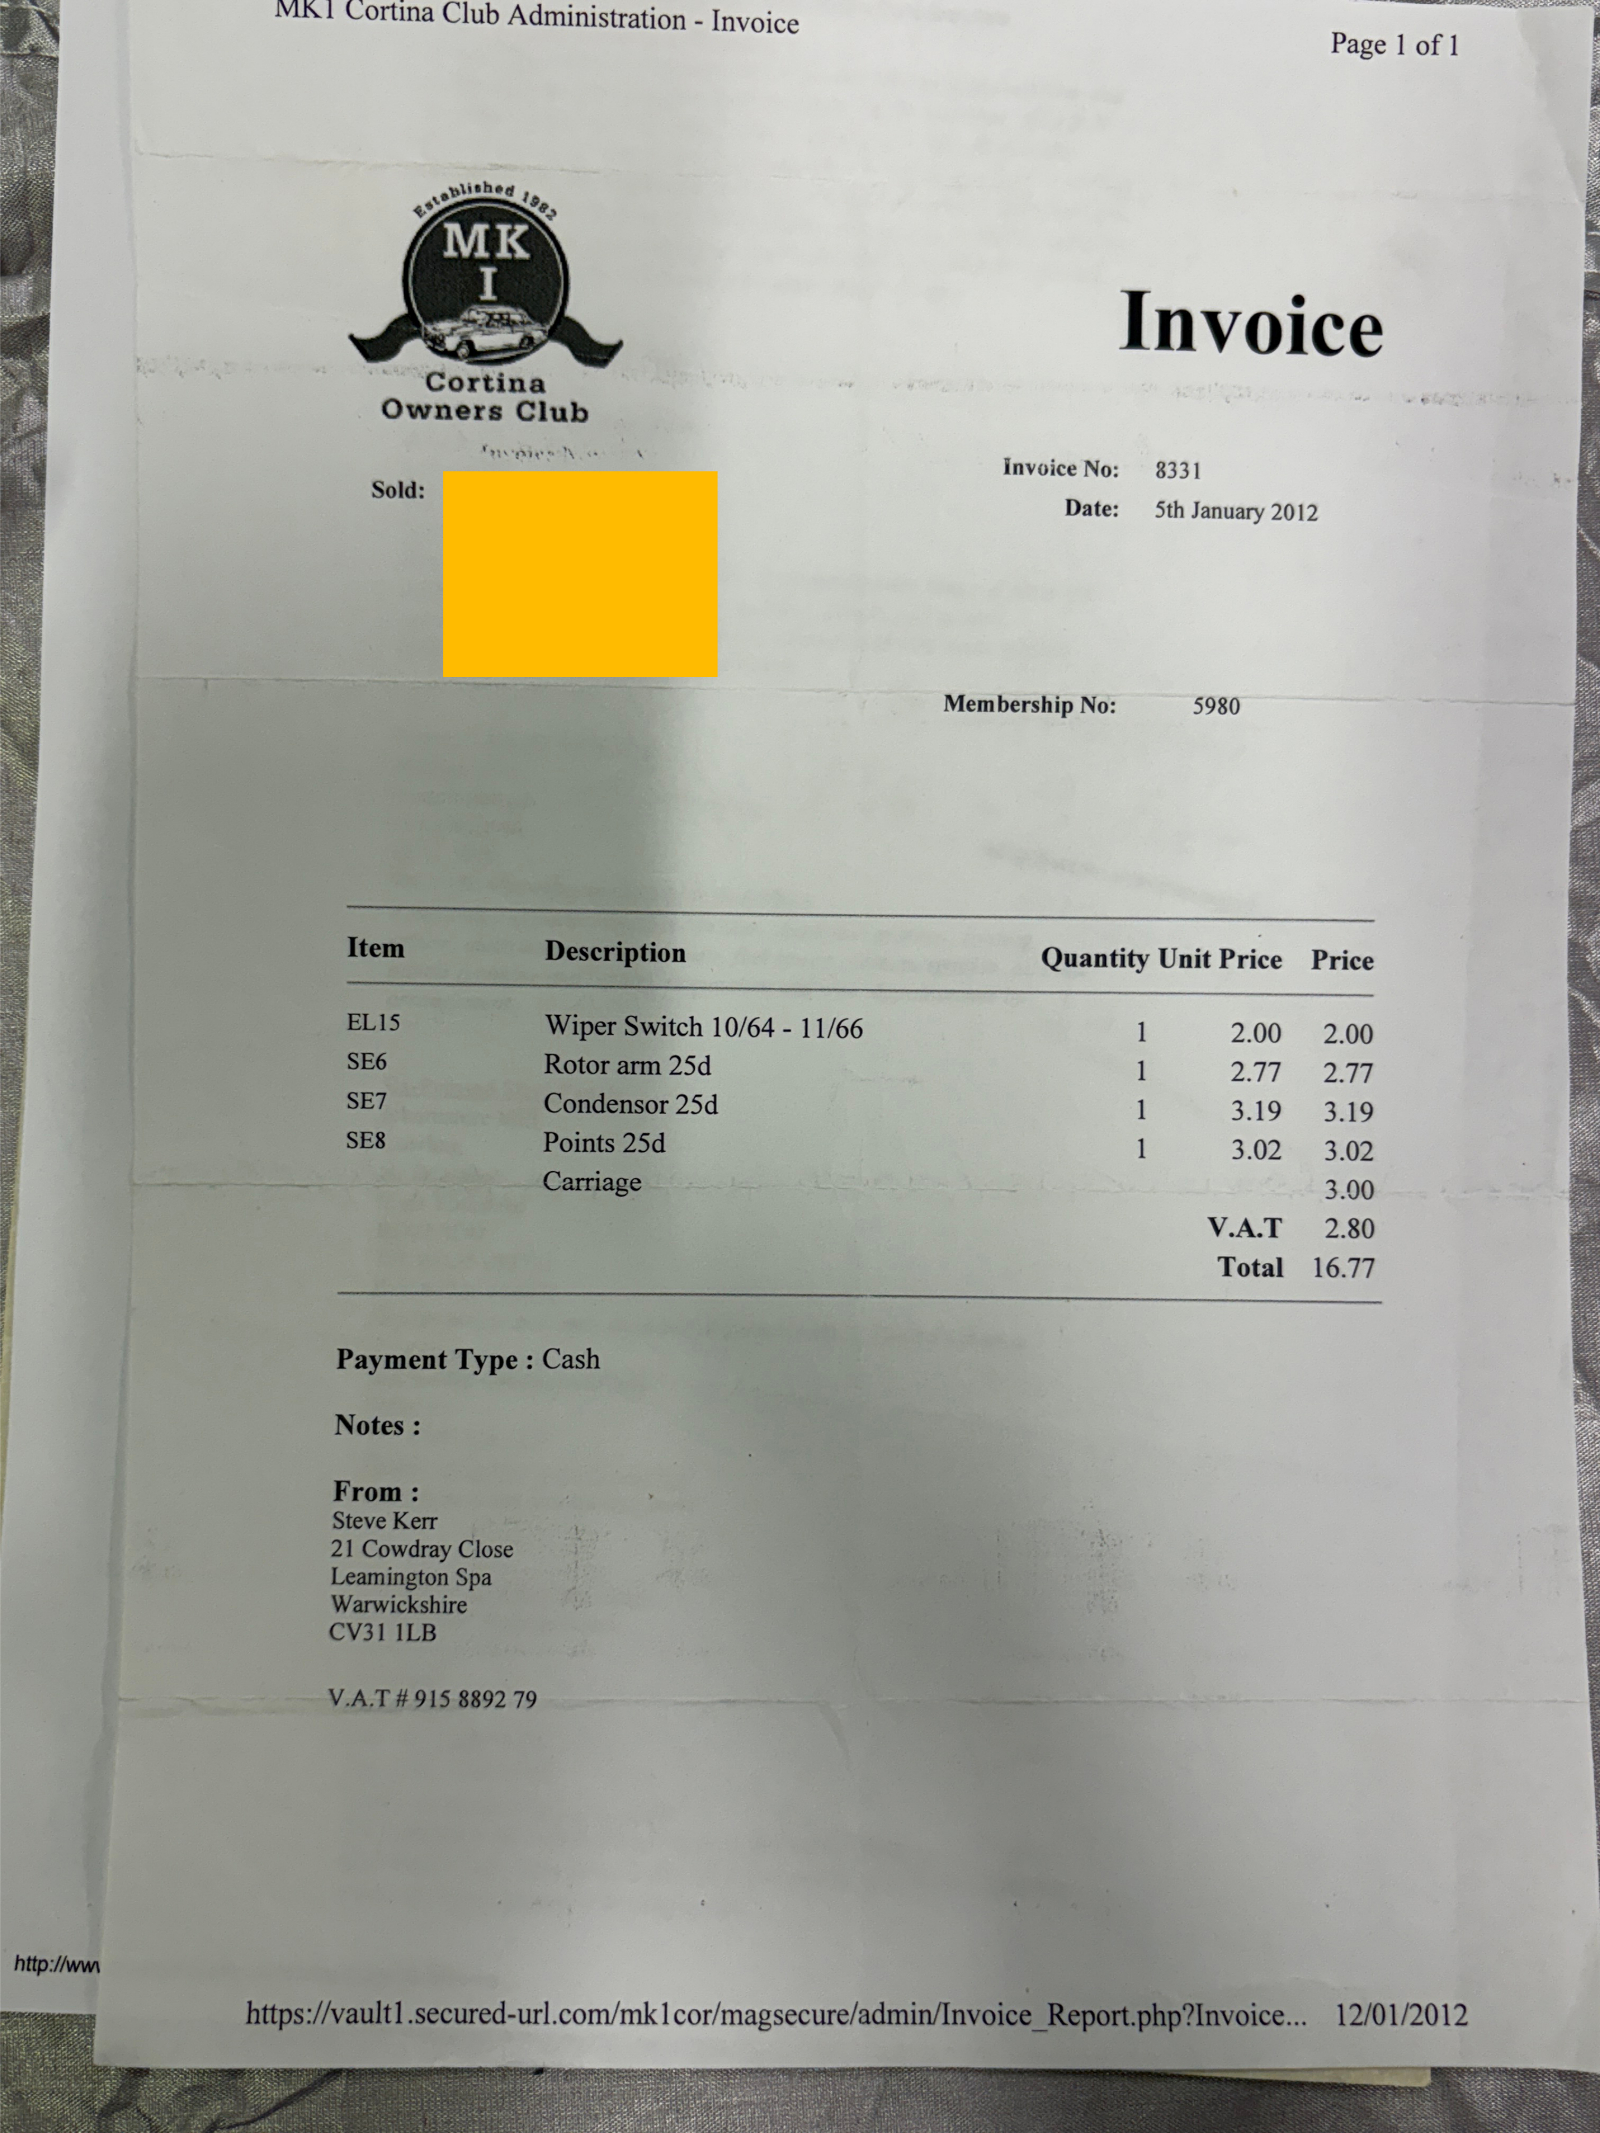 MK1 Cortina Club Administration - Invoice
Page 1 of 1
Established 1982
MK
I
Cortina
Owners Club
Invoice
Sold:
Invoice No: 8331
Date: 5th January 2012
Membership No: 5980
Item Description Quantity Unit Price Price
EL15 Wiper Switch 10/64 - 11/66 1 2.00 2.00
SE6 Rotor arm 25d 1 2.77 2.77
SE7 Condensor 25d 1 3.19 3.19
SE8 Points 25d 1 3.02 3.02
Carriage 3.00
V.A.T 2.80
Total 16.77
Payment Type : Cash
Notes :
From :
Steve Kerr
21 Cowdray Close
Leamington Spa
Warwickshire
CV31 1LB
V.A.T # 915 8892 79
http://www
https://vault1.secured-url.com/mk1cor/magsecure/admin/Invoice_Report.php?Invoice... 12/01/2012